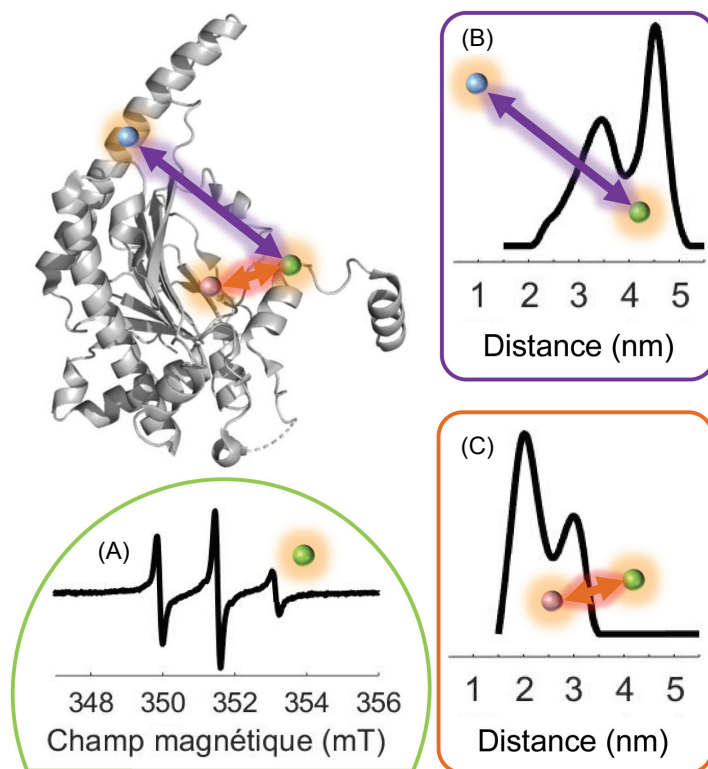 (B)
1 2 3 4 5
Distance (nm)
(A)
348 350 352 354 356
Champ magnétique (mT)
(C)
1 2 3 4 5
Distance (nm)